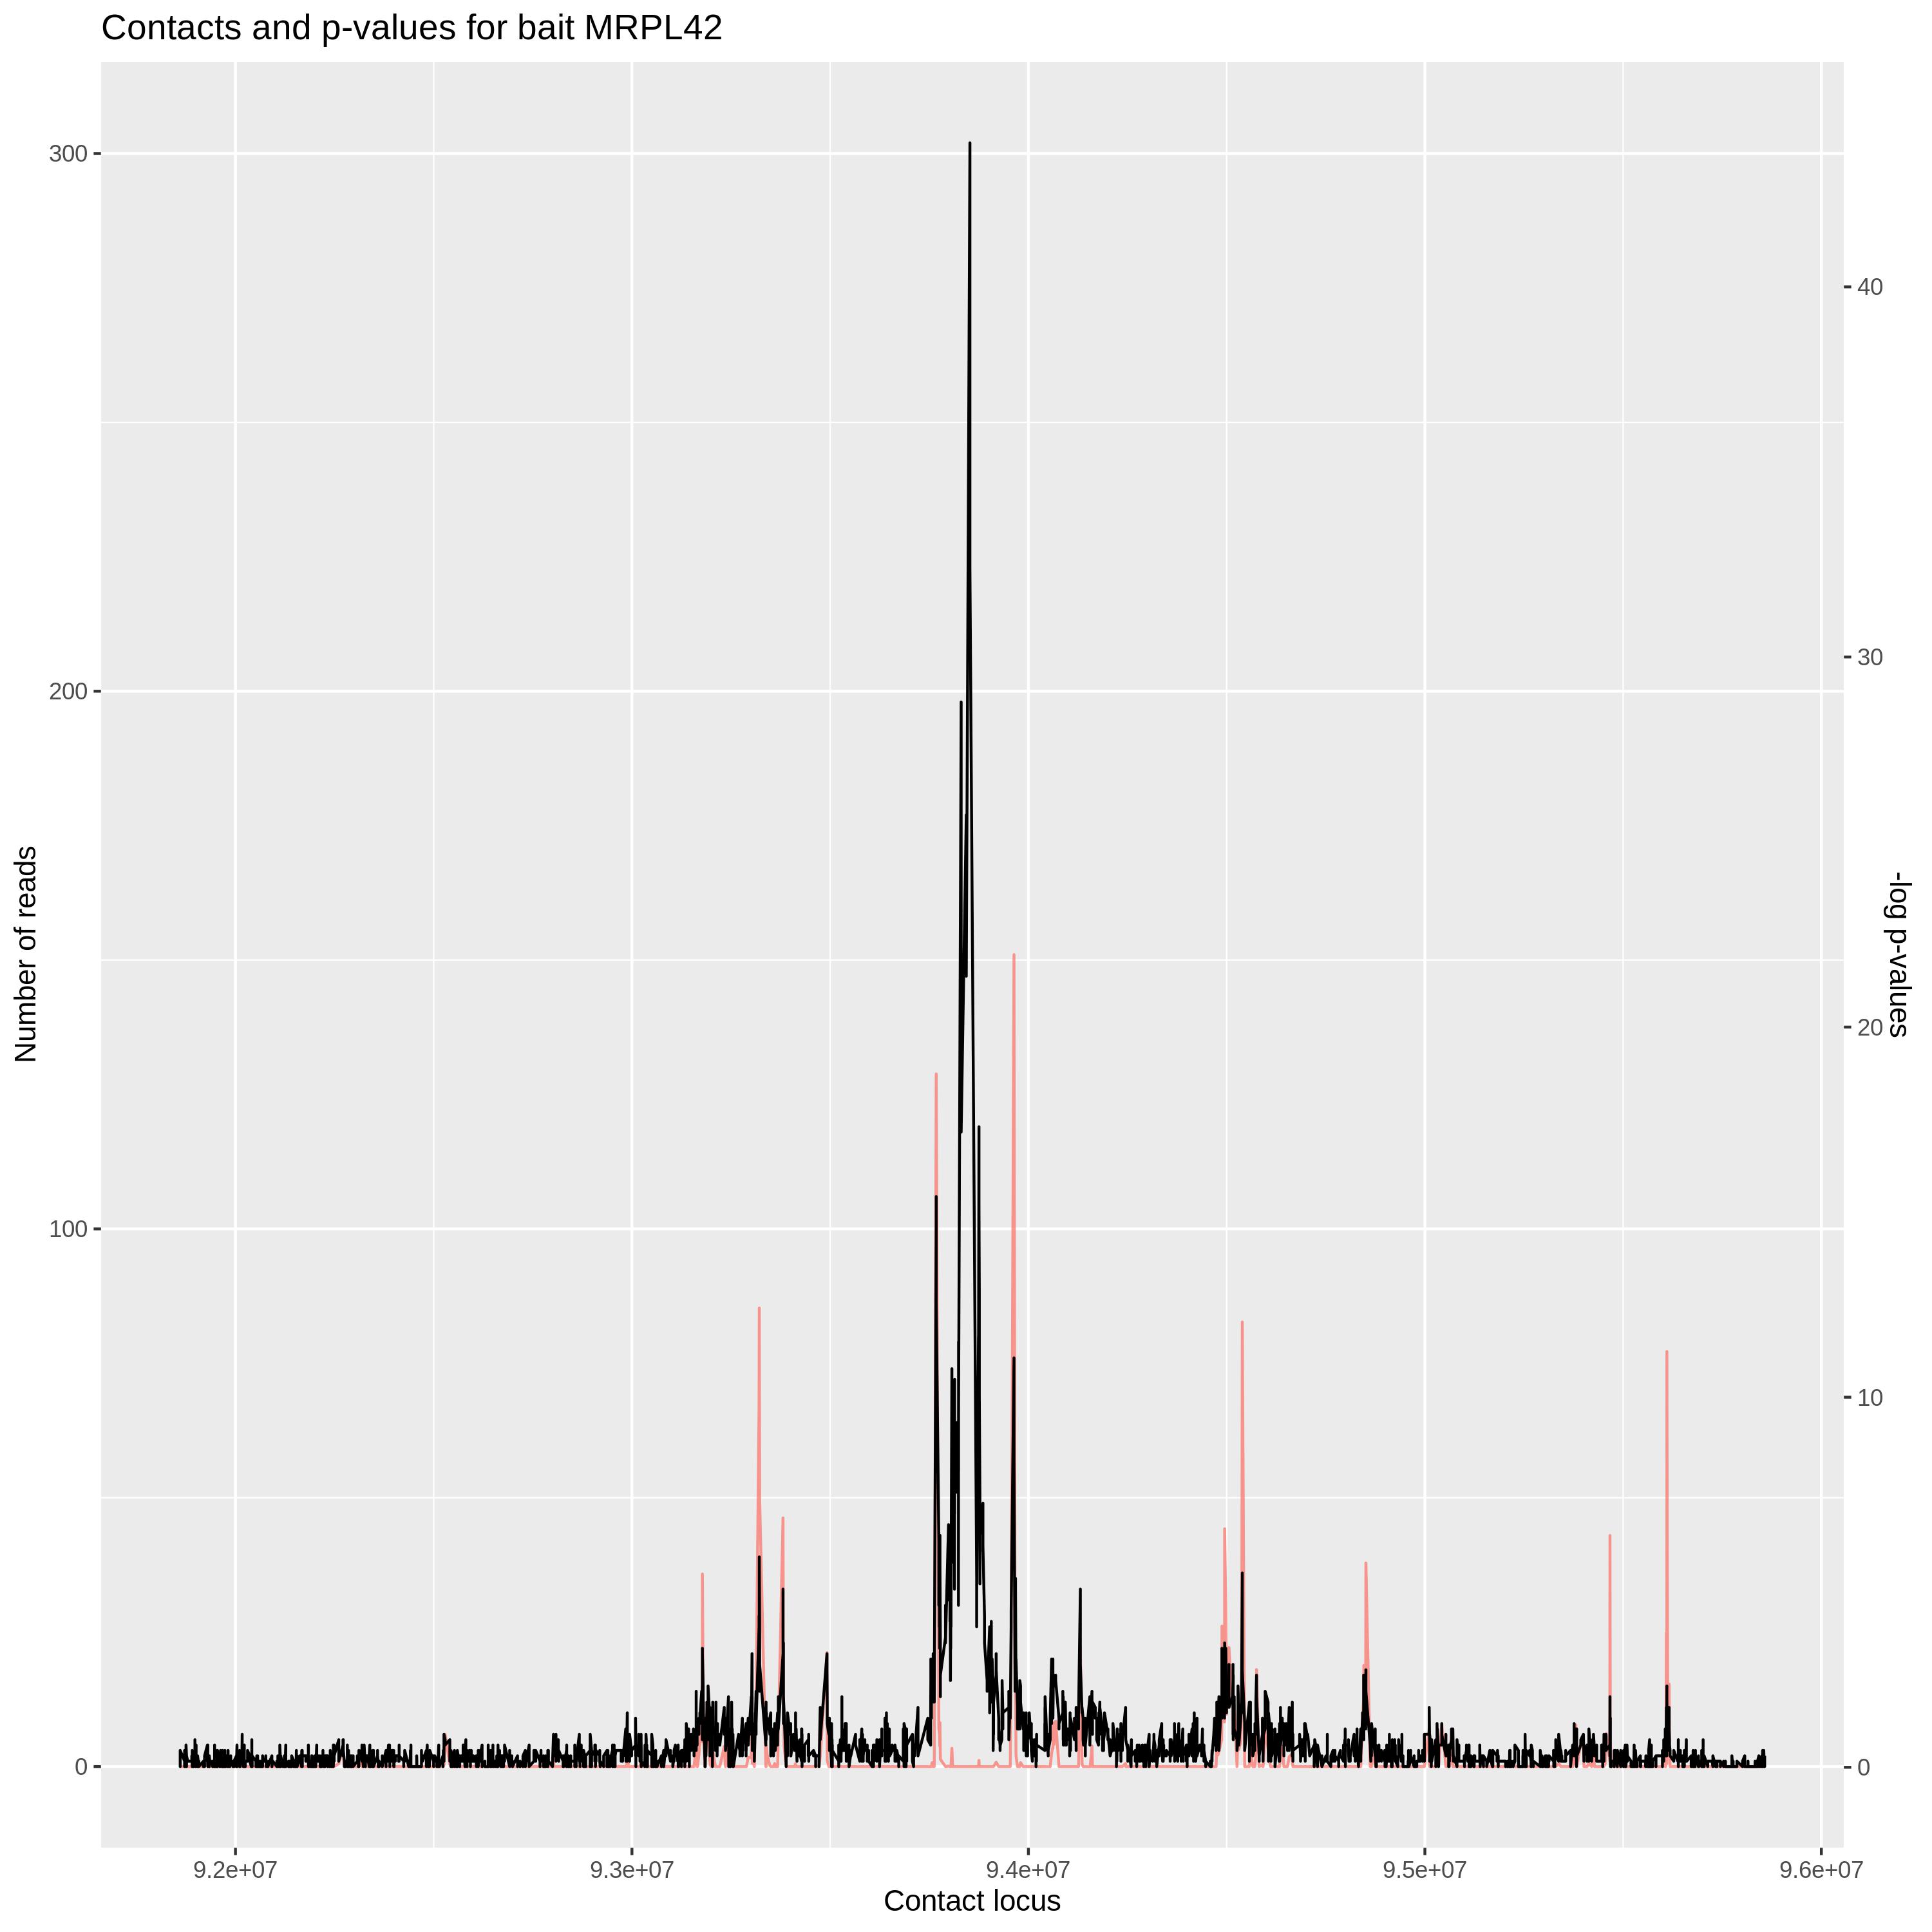 Contacts and p-values for bait MRPL42
300
200
100
0
Number of reads
40
30
20
10
0
-log p-values
9.2e+07
9.3e+07
9.4e+07
9.5e+07
9.6e+07
Contact locus